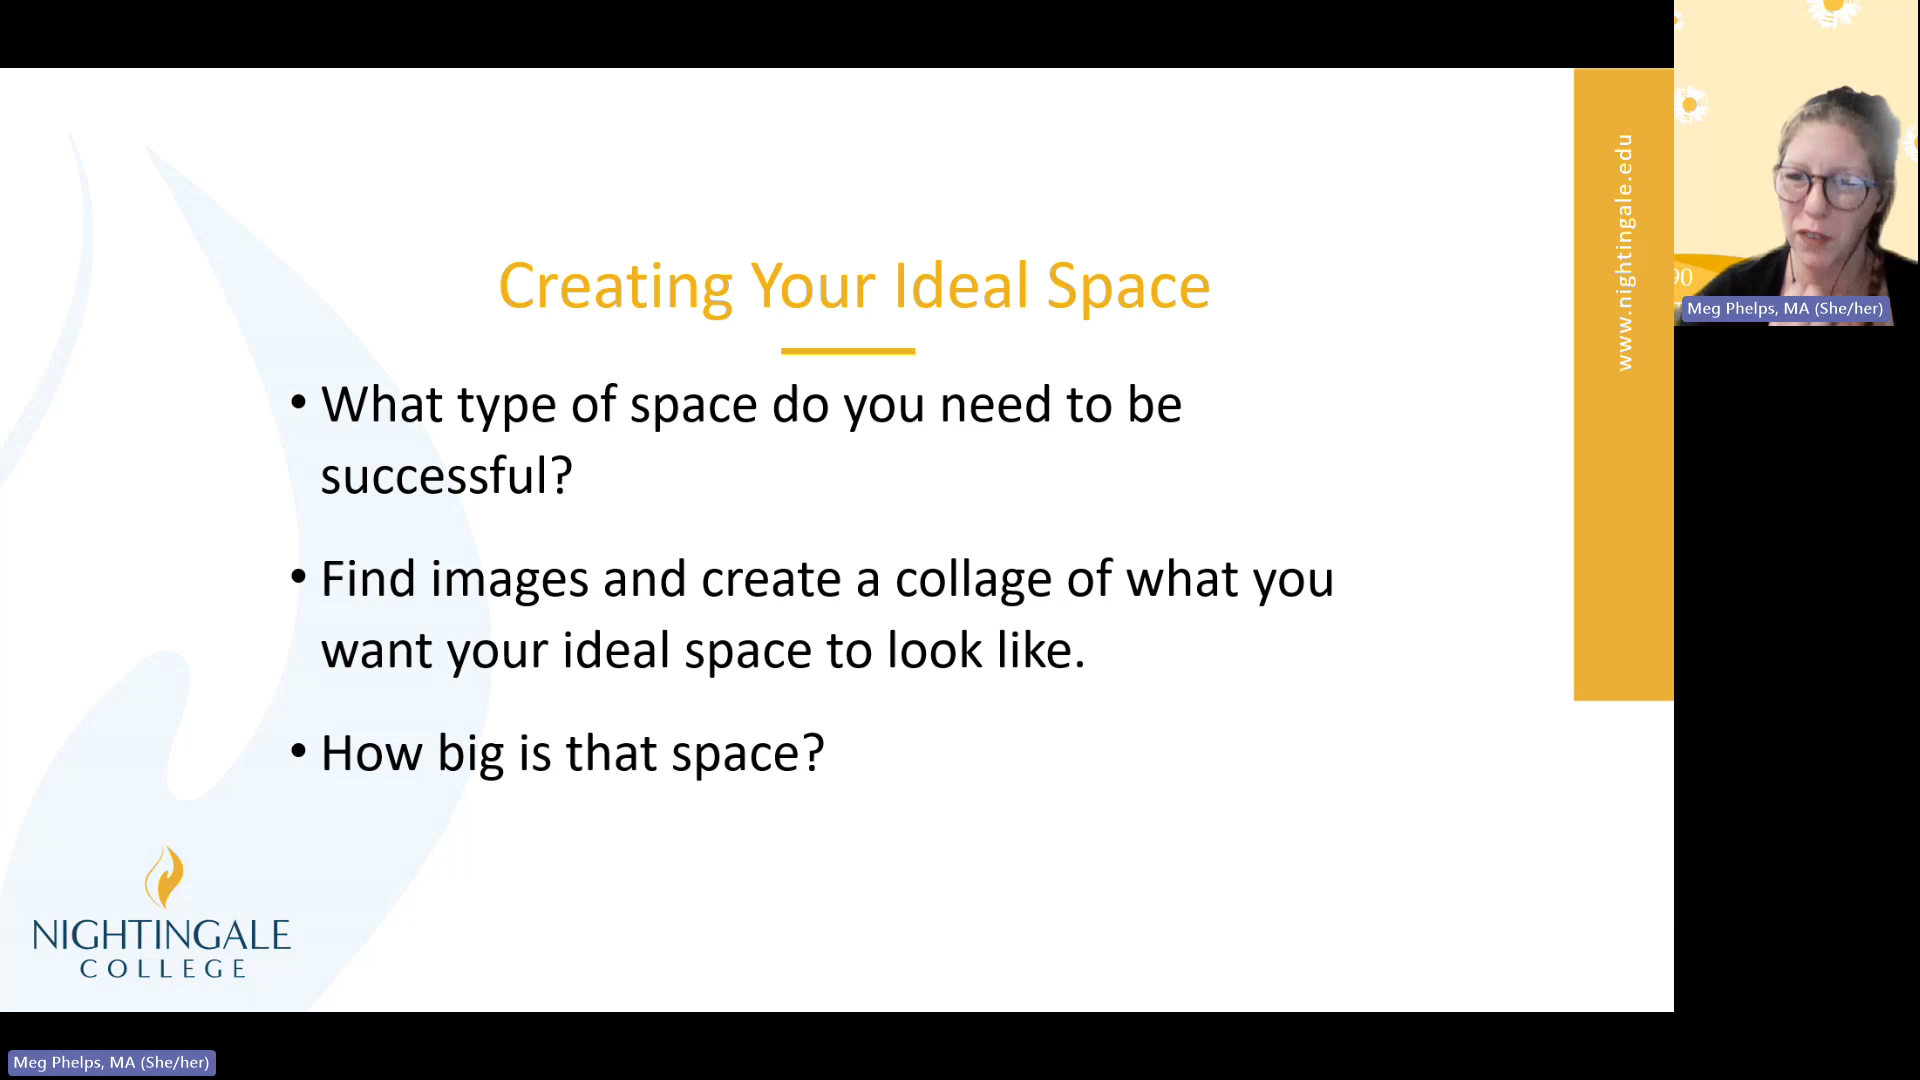 Creating Your Ideal Space
• What type of space do you need to be
successful?
• Find images and create a collage of what you
want your ideal space to look like.
• How big is that space?
NIGHTINGALE
COLLEGE
www.nightingale.edu
90
Meg Phelps, MA (She/her)
Meg Phelps, MA (She/her)